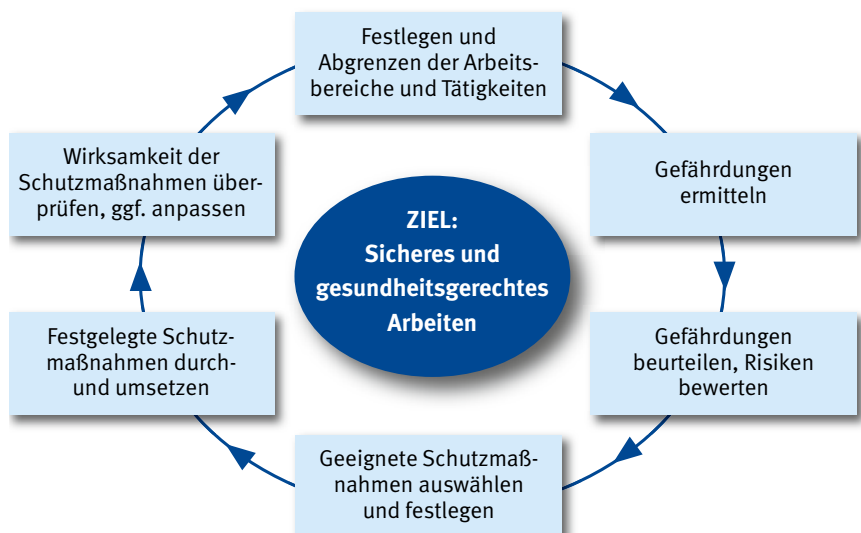 Festlegen und
Abgrenzen der Arbeits-
bereiche und Tätigkeiten
Gefährdungen
ermitteln
Gefährdungen
beurteilen, Risiken
bewerten
Geeignete Schutzmaß-
nahmen auswählen
und festlegen
Festgelegte Schutz-
maßnahmen durch-
und umsetzen
Wirksamkeit der
Schutzmaßnahmen über-
prüfen, ggf. anpassen
ZIEL:
Sicheres und
gesundheitsgerechtes
Arbeiten